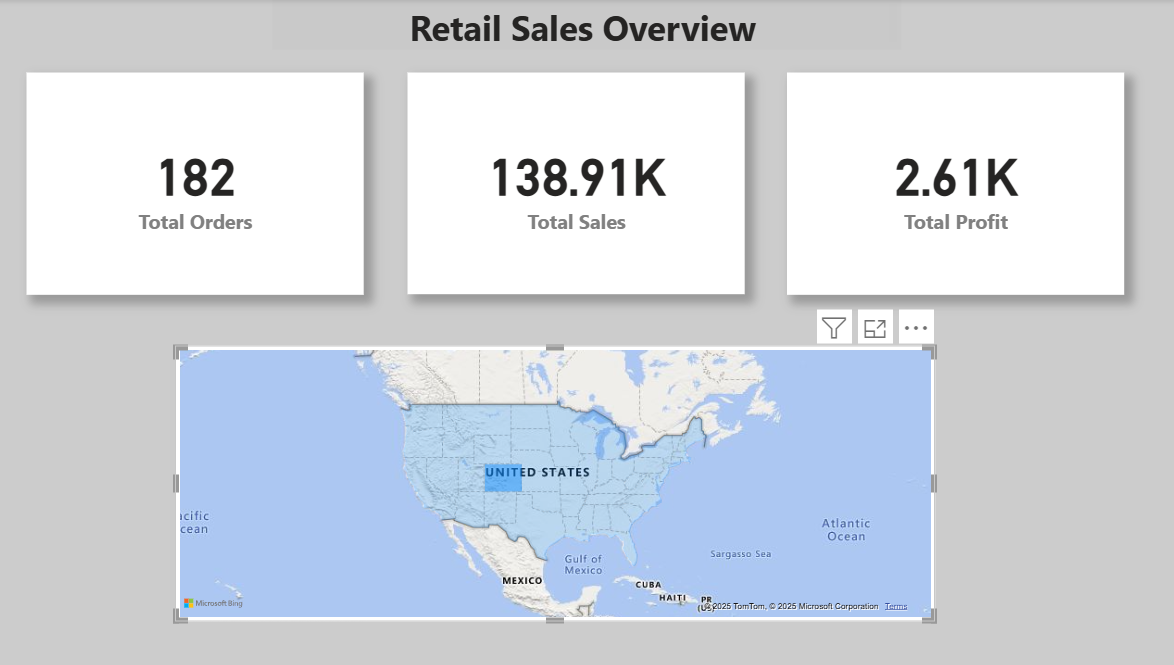 Retail Sales Overview
182
Total Orders
138.91K
Total Sales
2.61K
Total Profit
UNITED STATES
acific
cean
Atlantic
Ocean
Sargasso Sea
Gulf of
Mexico
MEXICO
CUBA
HAITI
PR
(US)
Microsoft Bing
© 2025 TomTom, © 2025 Microsoft Corporation Terms